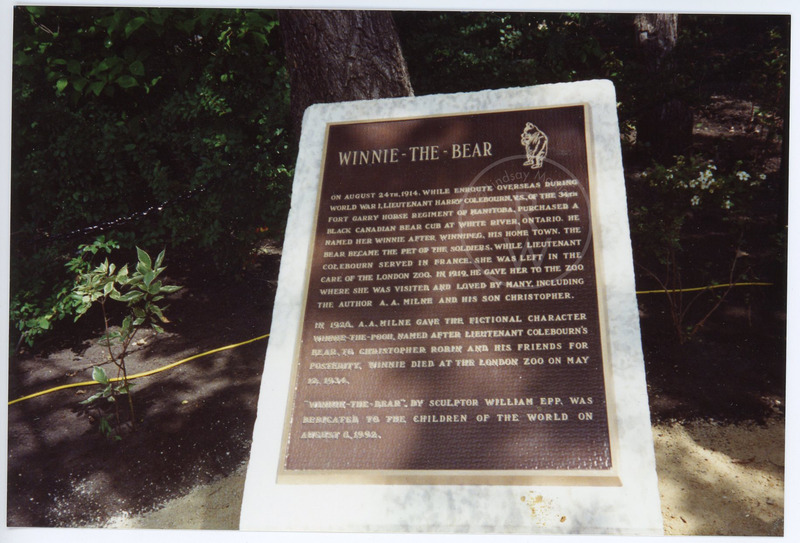 WINNIE-THE-BEAR
ON AUGUST 24TH, 1914, WHILE ENROUTE OVERSEAS DURING
WORLD WAR I, LIEUTENANT HARRY COLEBOURN, V.S. OF THE 34TH
FORT GARRY HORSE REGIMENT OF MANITOBA, PURCHASED A
BLACK CANADIAN BEAR CUB AT WHITE RIVER, ONTARIO. HE
NAMED HER WINNIE AFTER WINNIPEG, HIS HOME TOWN. THE
BEAR BECAME THE PET OF THE SOLDIERS. WHILE LIEUTENANT
COLEBOURN SERVED IN FRANCE, SHE WAS LEFT IN THE
CARE OF THE LONDON ZOO. IN 1919, HE GAVE HER TO THE ZOO
WHERE SHE WAS VISITED AND LOVED BY MANY, INCLUDING
THE AUTHOR A.A. MILNE AND HIS SON CHRISTOPHER.
IN 1926, A.A. MILNE GAVE THE FICTIONAL CHARACTER
WINNIE-THE-POOH, NAMED AFTER LIEUTENANT COLEBOURN'S
BEAR, TO CHRISTOPHER ROBIN AND HIS FRIENDS FOR
POSTERITY. WINNIE DIED AT THE LONDON ZOO ON MAY
12, 1934.
"WINNIE-THE-BEAR", BY SCULPTOR WILLIAM EPP, WAS
DEDICATED TO THE CHILDREN OF THE WORLD ON
AUGUST 6, 1992.
Lindsay